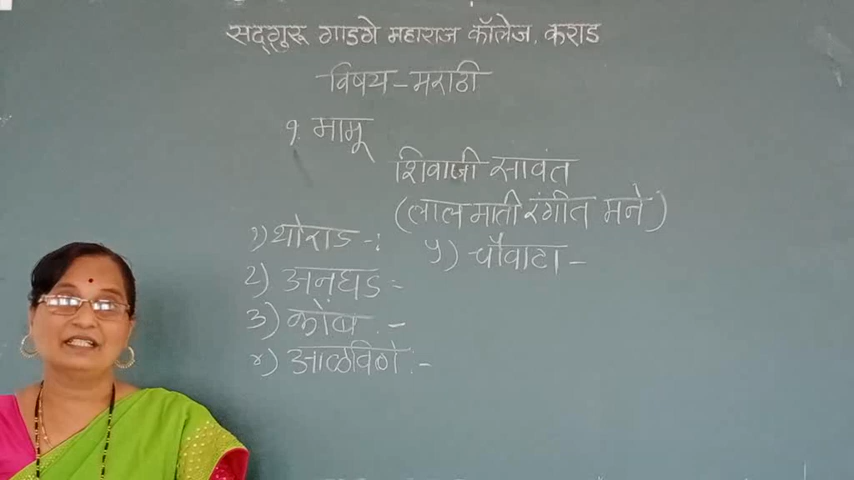 सद्गुरू गाडगे महाराज कॉलेज. कराड
विषय - मराठी
१. मामू
शिवाजी सावंत
(लाल माती रंगीत मने)
१) थोराड -:
२) अनघड -
३) कोंब . -
४) आळविणे : -
५) चौवाटा -